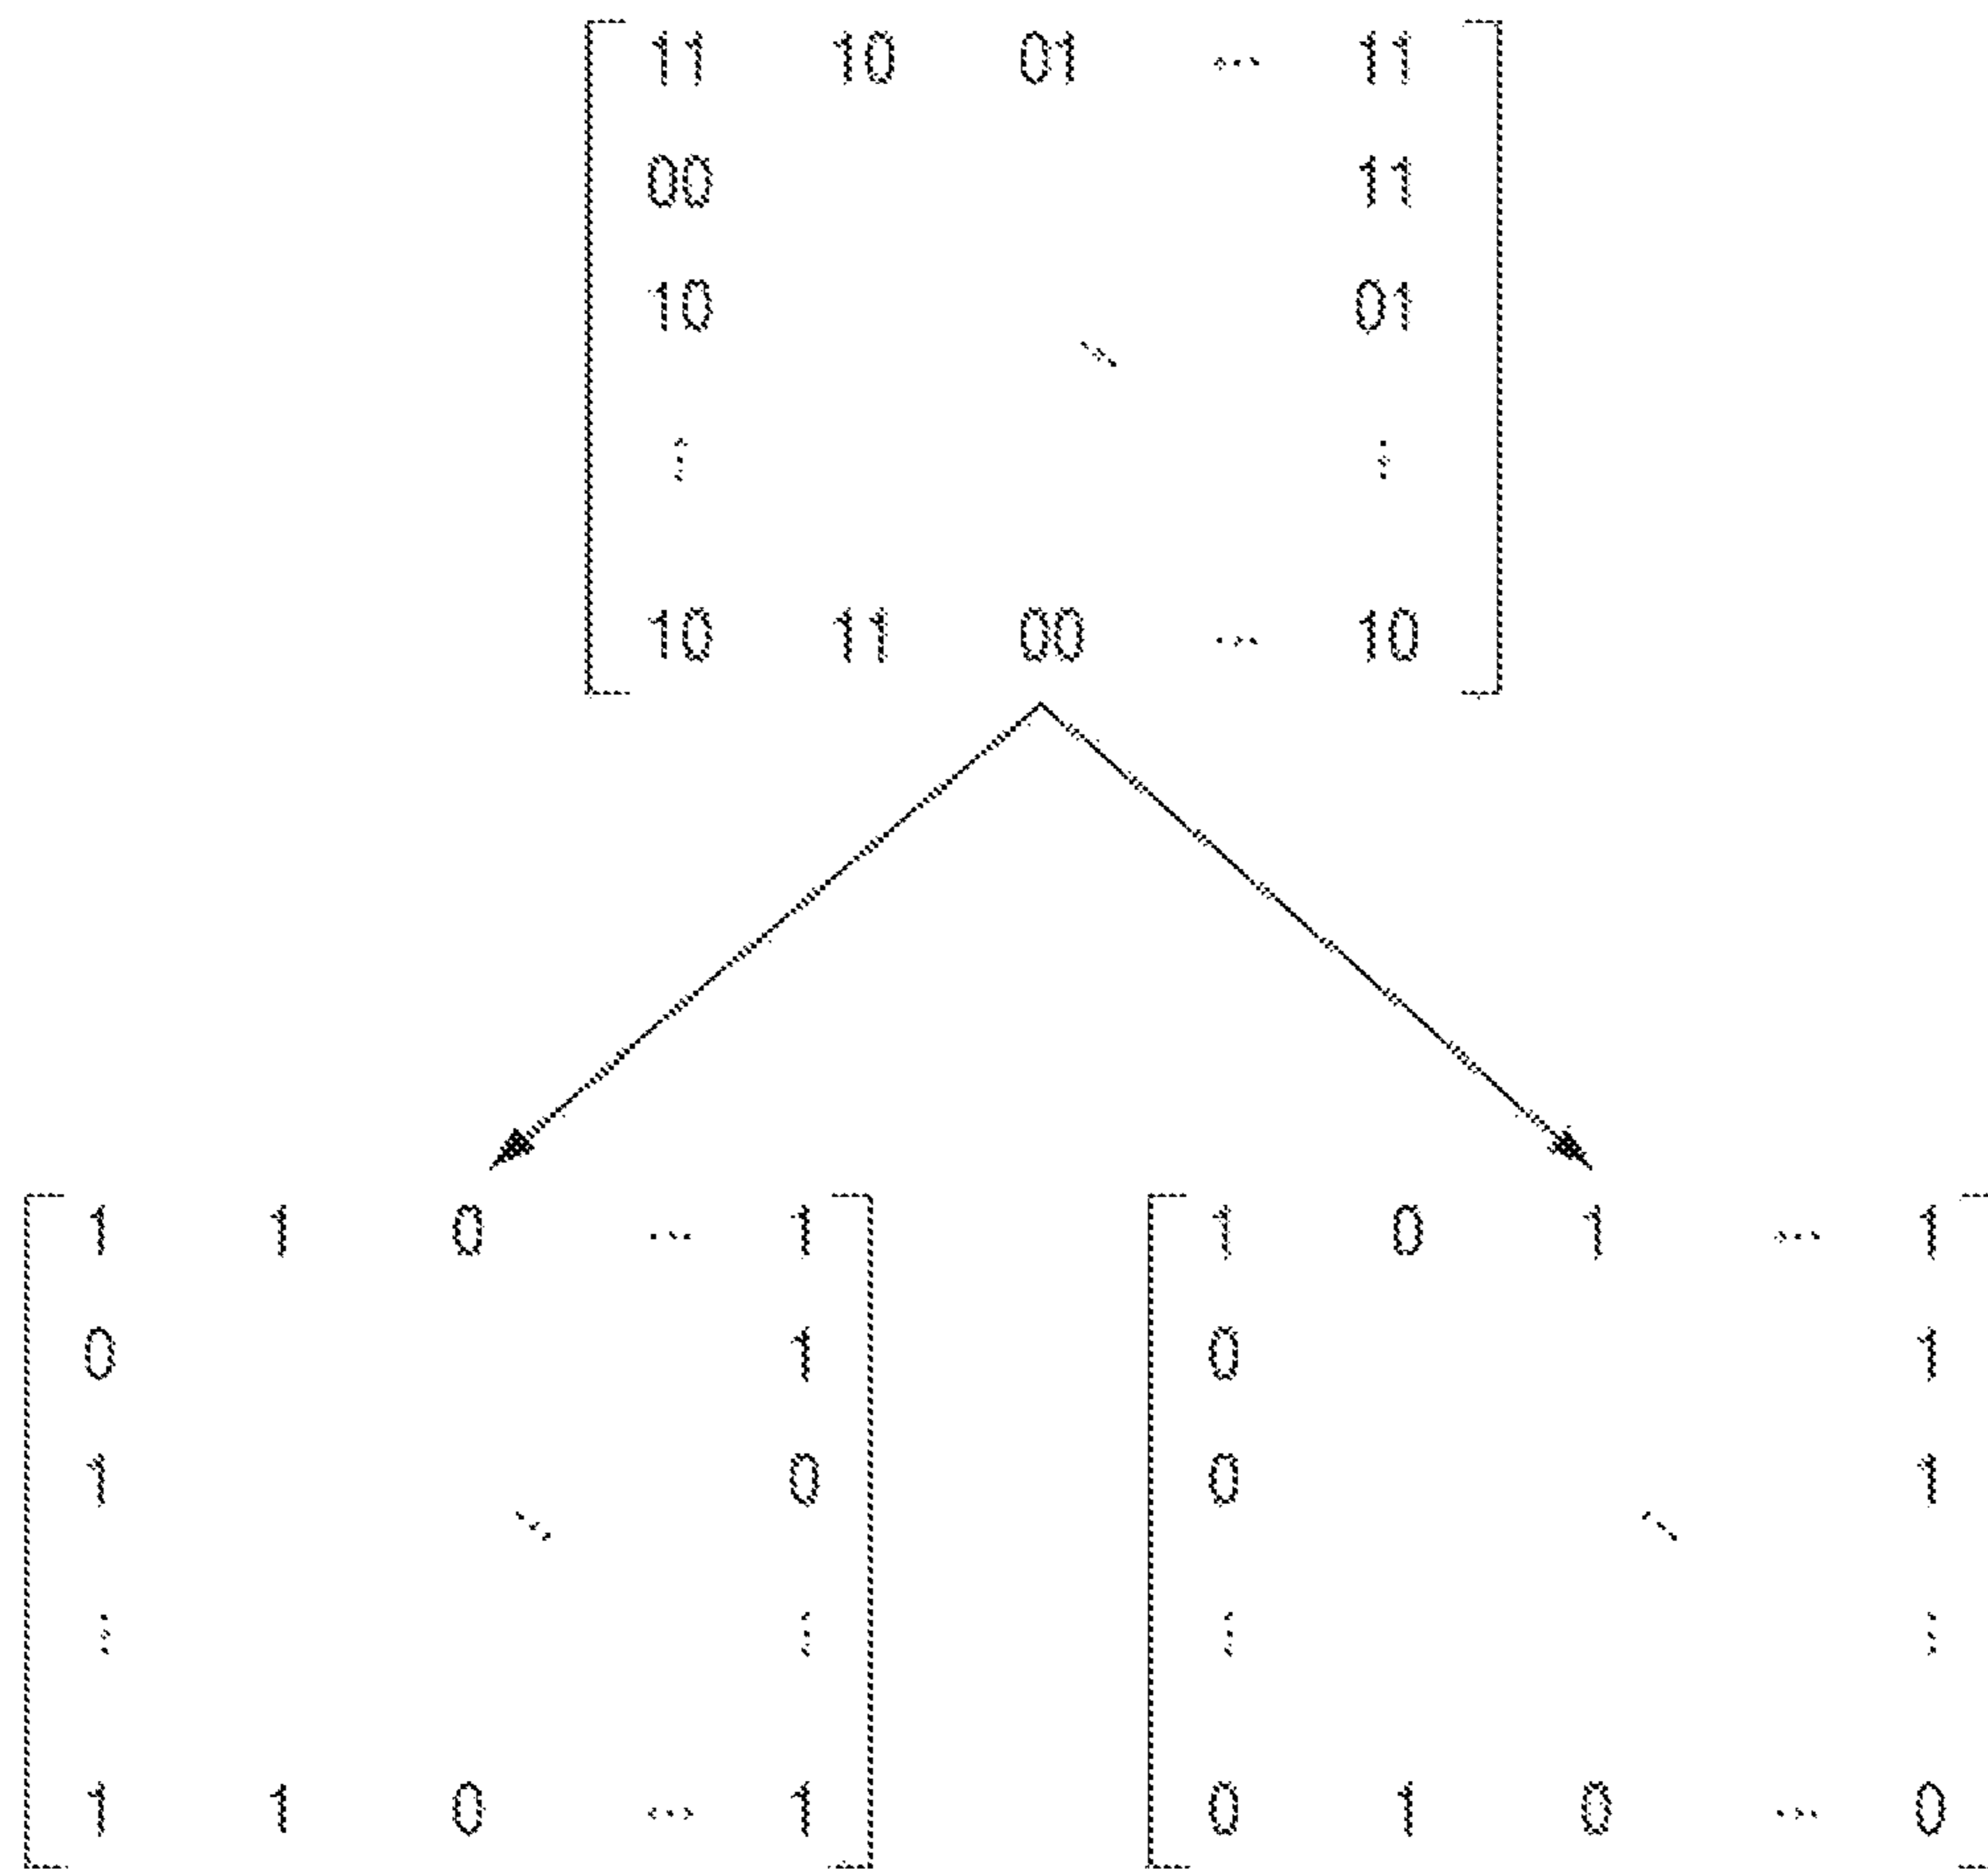 11 10 01 ... 11
00 11
10 01
⋱
⋮ ⋮
10 11 00 ... 10
1 1 0 ... 1 1 0 1 ... 1
0 1 0 1
1 0 0 1
⋱ ⋱
⋮ ⋮ ⋮ ⋮
1 1 0 ... 1 0 1 0 ... 0